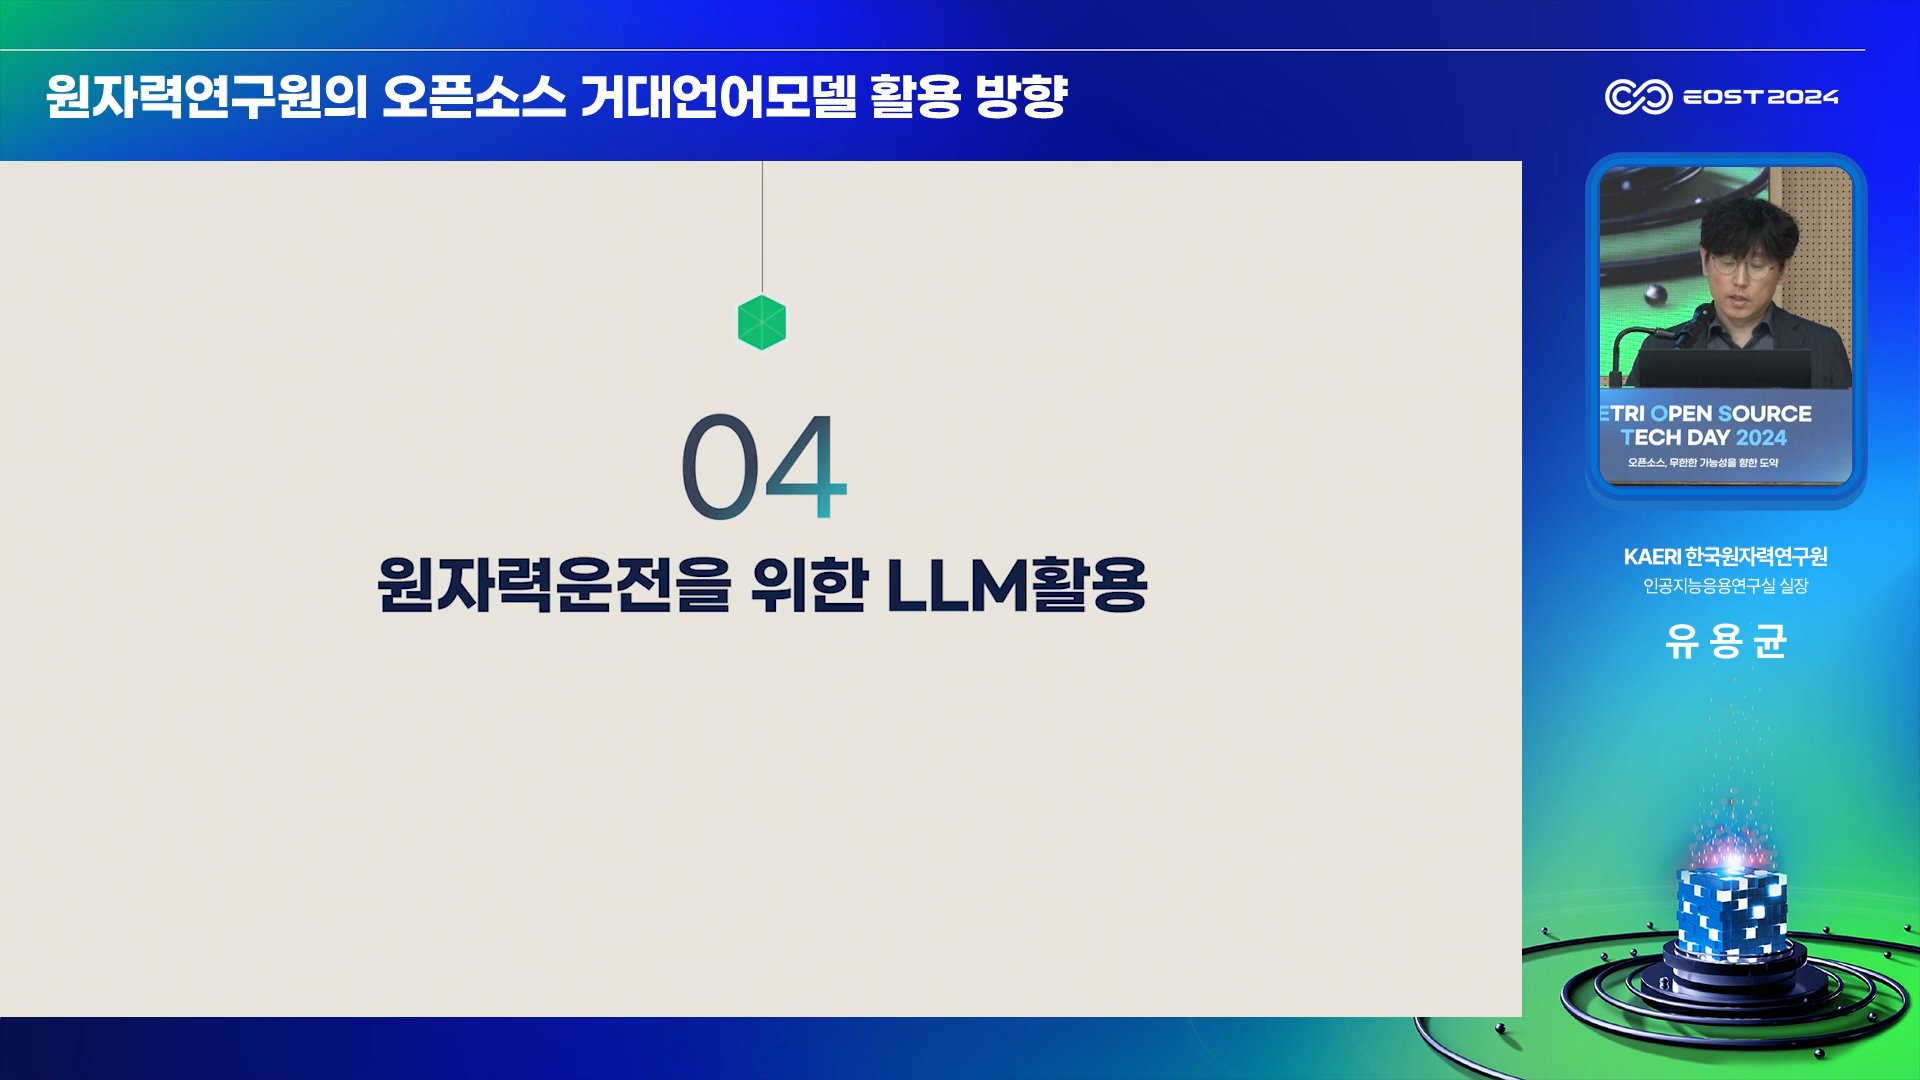 원자력연구원의 오픈소스 거대언어모델 활용 방향
EOST 2024
04
원자력운전을 위한 LLM활용
ETRI OPEN SOURCE
TECH DAY 2024
오픈소스, 무한한 가능성을 향한 도약
KAERI 한국원자력연구원
인공지능응용연구실 실장
유용균